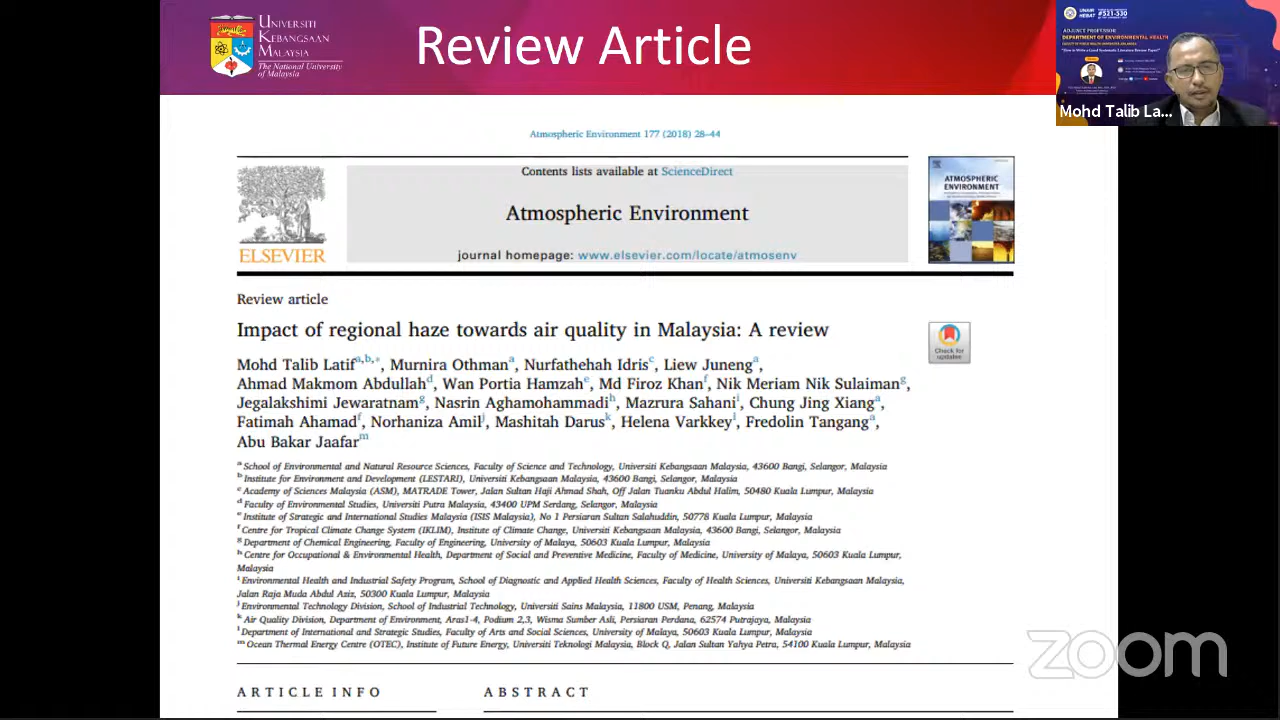 UNIVERSITI
KEBANGSAAN
MALAYSIA
The National University
of Malaysia
Review Article
UNAIR
HEBAT
#521-530
ADJUCT PROFESSOR
DEPARTMENT OF ENVIRONMENTAL HEALTH
Mohd Talib La...
Atmospheric Environment 177 (2018) 28–44
Contents lists available at ScienceDirect
Atmospheric Environment
journal homepage: www.elsevier.com/locate/atmosenv
ELSEVIER
ATMOSPHERIC
ENVIRONMENT
Review article
Impact of regional haze towards air quality in Malaysia: A review
Check for
updates
Mohd Talib Latif a,b,*, Murnira Othman a, Nurfathehah Idris c, Liew Juneng a,
Ahmad Makmom Abdullah d, Wan Portia Hamzah e, Md Firoz Khan f, Nik Meriam Nik Sulaiman g,
Jegalakshimi Jewaratnam g, Nasrin Aghamohammadi h, Mazrura Sahani i, Chung Jing Xiang a,
Fatimah Ahamad f, Norhaniza Amil j, Mashitah Darus k, Helena Varkkey l, Fredolin Tangang a,
Abu Bakar Jaafar m
a School of Environmental and Natural Resource Sciences, Faculty of Science and Technology, Universiti Kebangsaan Malaysia, 43600 Bangi, Selangor, Malaysia
b Institute for Environment and Development (LESTARI), Universiti Kebangsaan Malaysia, 43600 Bangi, Selangor, Malaysia
c Academy of Sciences Malaysia (ASM), MATRADE Tower, Jalan Sultan Haji Ahmad Shah, Off Jalan Tuanku Abdul Halim, 50480 Kuala Lumpur, Malaysia
d Faculty of Environmental Studies, Universiti Putra Malaysia, 43400 UPM Serdang, Selangor, Malaysia
e Institute of Strategic and International Studies Malaysia (ISIS Malaysia), No 1 Persiaran Sultan Salahuddin, 50778 Kuala Lumpur, Malaysia
f Centre for Tropical Climate Change System (IKLIM), Institute of Climate Change, Universiti Kebangsaan Malaysia, 43600 Bangi, Selangor, Malaysia
g Department of Chemical Engineering, Faculty of Engineering, University of Malaya, 50603 Kuala Lumpur, Malaysia
h Centre for Occupational & Environmental Health, Department of Social and Preventive Medicine, Faculty of Medicine, University of Malaya, 50603 Kuala Lumpur,
Malaysia
i Environmental Health and Industrial Safety Program, School of Diagnostic and Applied Health Sciences, Faculty of Health Sciences, Universiti Kebangsaan Malaysia,
Jalan Raja Muda Abdul Aziz, 50300 Kuala Lumpur, Malaysia
j Environmental Technology Division, School of Industrial Technology, Universiti Sains Malaysia, 11800 USM, Penang, Malaysia
k Air Quality Division, Department of Environment, Aras1-4, Podium 2,3, Wisma Sumber Asli, Persiaran Perdana, 62574 Putrajaya, Malaysia
l Department of International and Strategic Studies, Faculty of Arts and Social Sciences, University of Malaya, 50603 Kuala Lumpur, Malaysia
m Ocean Thermal Energy Centre (OTEC), Institute of Future Energy, Universiti Teknologi Malaysia, Block Q, Jalan Sultan Yahya Petra, 54100 Kuala Lumpur, Malaysia
zoom
ARTICLE INFO
ABSTRACT